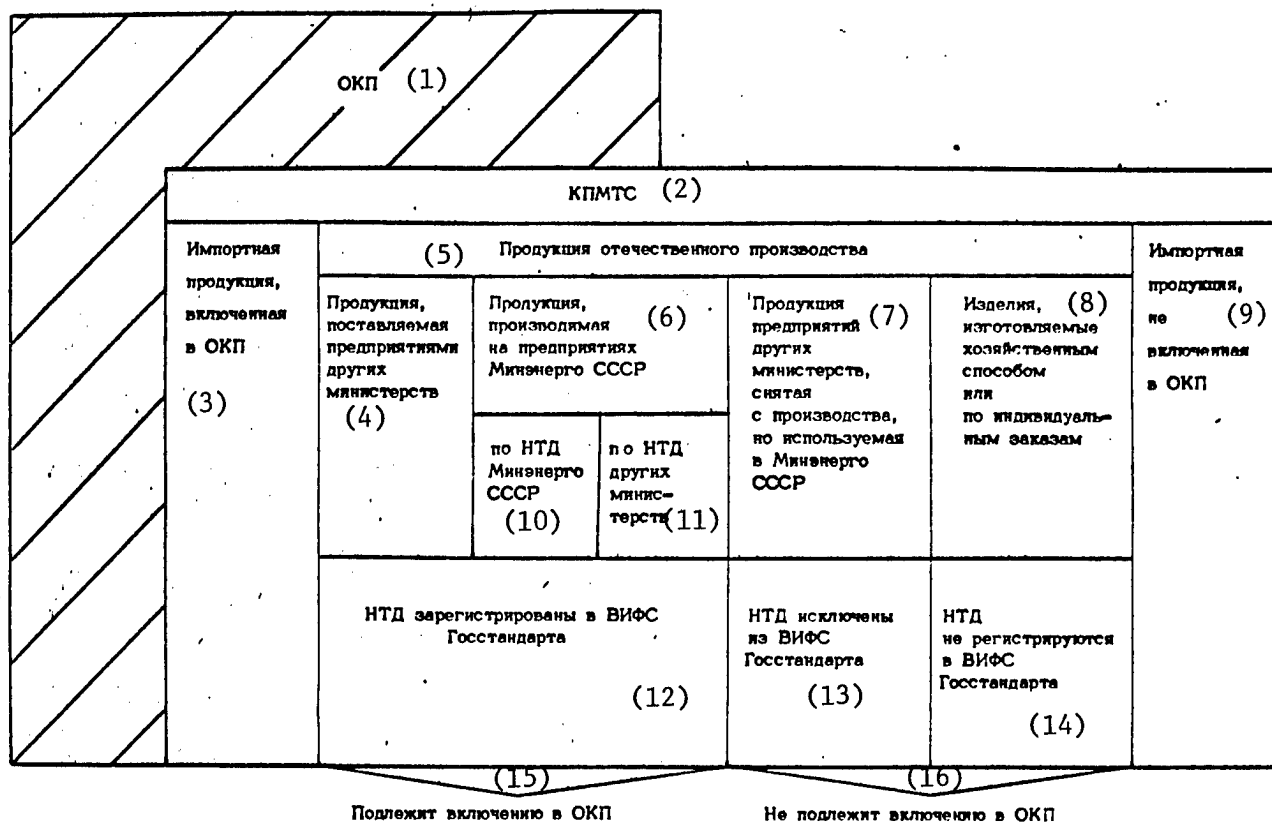 ОКП (1)
КПМТС (2)
Импортная
продукция,
включенная
в ОКП
(3)
(5) Продукция отечественного производства
Продукция,
поставляемая
предприятиями
других
министерств
(4)
Продукция,
производимая (6)
на предприятиях
Минэнерго СССР
по НТД
Минэнерго
СССР
(10)
по НТД
других
минис-
терств (11)
Продукция
предприятий (7)
других
министерств,
снятая
с производства,
но используемая
в Минэнерго
СССР
Изделия, (8)
изготовляемые
хозяйственным
способом
или
по индивидуаль-
ным заказам
Импортная
продукция,
не (9)
включенная
в ОКП
НТД зарегистрированы в ВИФС
Госстандарта
(12)
НТД исключены
из ВИФС
Госстандарта
(13)
НТД
не регистрируются
в ВИФС
Госстандарта
(14)
(15)
Подлежит включению в ОКП
(16)
Не подлежит включению в ОКП